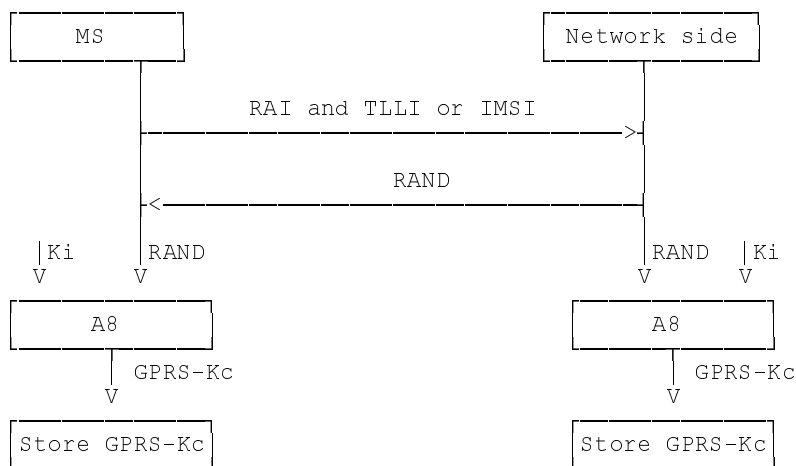 MS Network side
RAI and TLLI or IMSI
RAND
Ki RAND RAND Ki
A8 A8
GPRS-Kc GPRS-Kc
Store GPRS-Kc Store GPRS-Kc